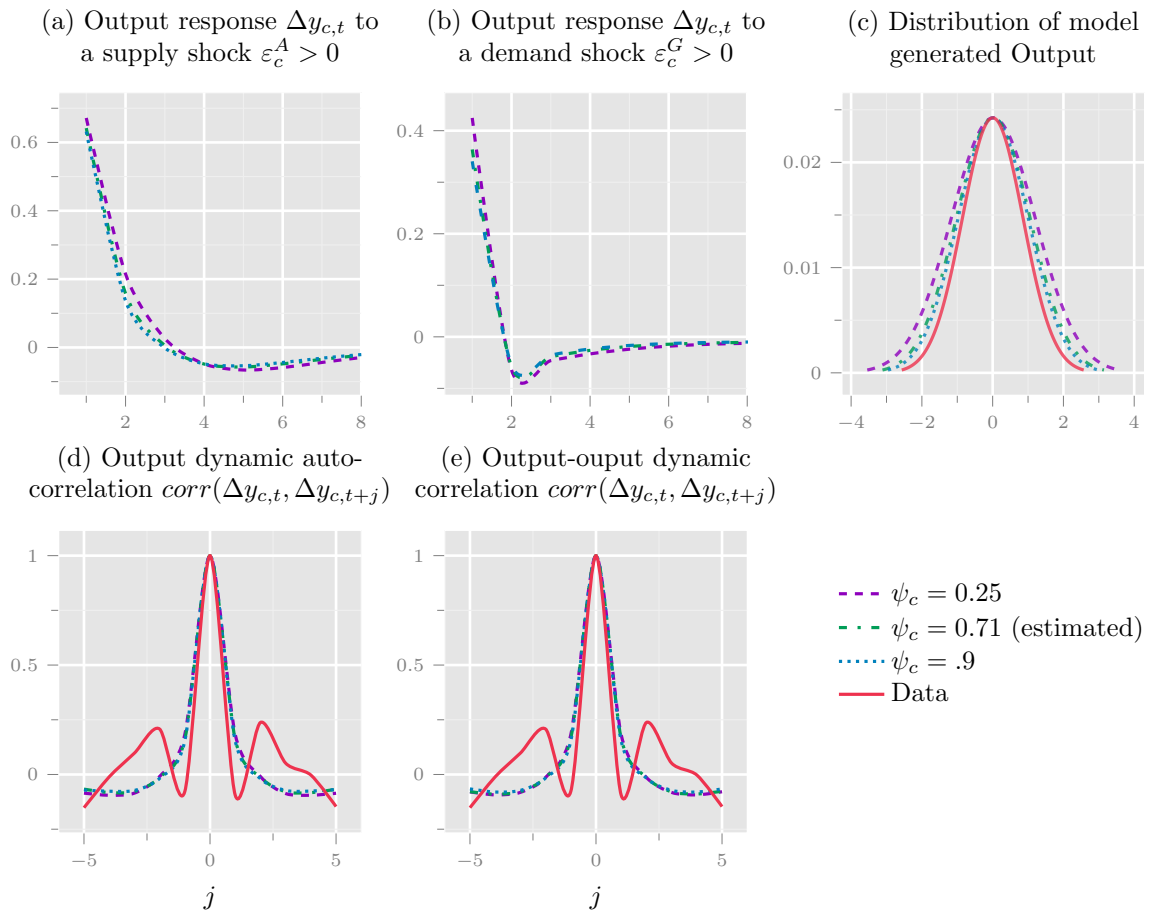 (a) Output response Δy_{c,t} to
a supply shock ε_c^A > 0
(b) Output response Δy_{c,t} to
a demand shock ε_c^G > 0
(c) Distribution of model
generated Output
0.6
0.4
0.2
0
2
4
6
8
0.4
0.2
0
2
4
6
8
0.02
0.01
0
−4
−2
0
2
4
(d) Output dynamic auto-
correlation corr(Δy_{c,t}, Δy_{c,t+j})
(e) Output-ouput dynamic
correlation corr(Δy_{c,t}, Δy_{c,t+j})
1
0.5
0
−5
0
5
j
1
0.5
0
−5
0
5
j
ψ_c = 0.25
ψ_c = 0.71 (estimated)
ψ_c = .9
Data